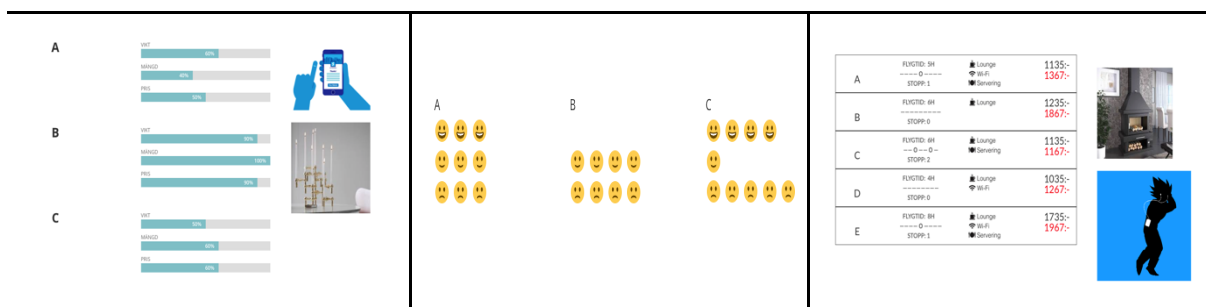 A
VIKT
60%
MÄNGD
40%
PRIS
50%
B
VIKT
90%
MÄNGD
100%
PRIS
90%
C
VIKT
50%
MÄNGD
60%
PRIS
60%
A B C
A
FLYGTID: 5H
----O----
STOPP: 1
Lounge
Wi-Fi
Servering
1135:-
1367:-
B
FLYGTID: 6H
---------
STOPP: 0
Lounge
1235:-
1867:-
C
FLYGTID: 6H
--O--O-
STOPP: 2
Lounge
Servering
1135:-
1167:-
D
FLYGTID: 4H
--------
STOPP: 0
Lounge
Wi-Fi
1035:-
1267:-
E
FLYGTID: 8H
----O----
STOPP: 1
Lounge
Wi-Fi
Servering
1735:-
1967:-